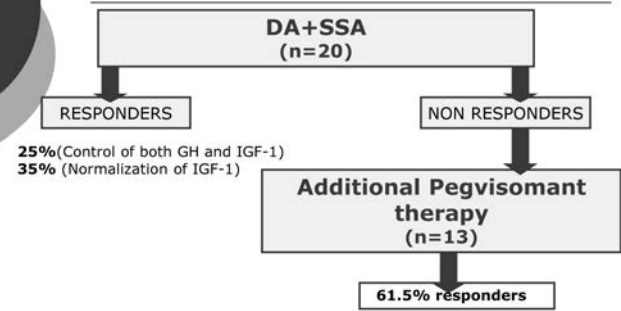 DA+SSA
(n=20)
RESPONDERS
NON RESPONDERS
25%(Control of both GH and IGF-1)
35% (Normalization of IGF-1)
Additional Pegvisomant
therapy
(n=13)
61.5% responders